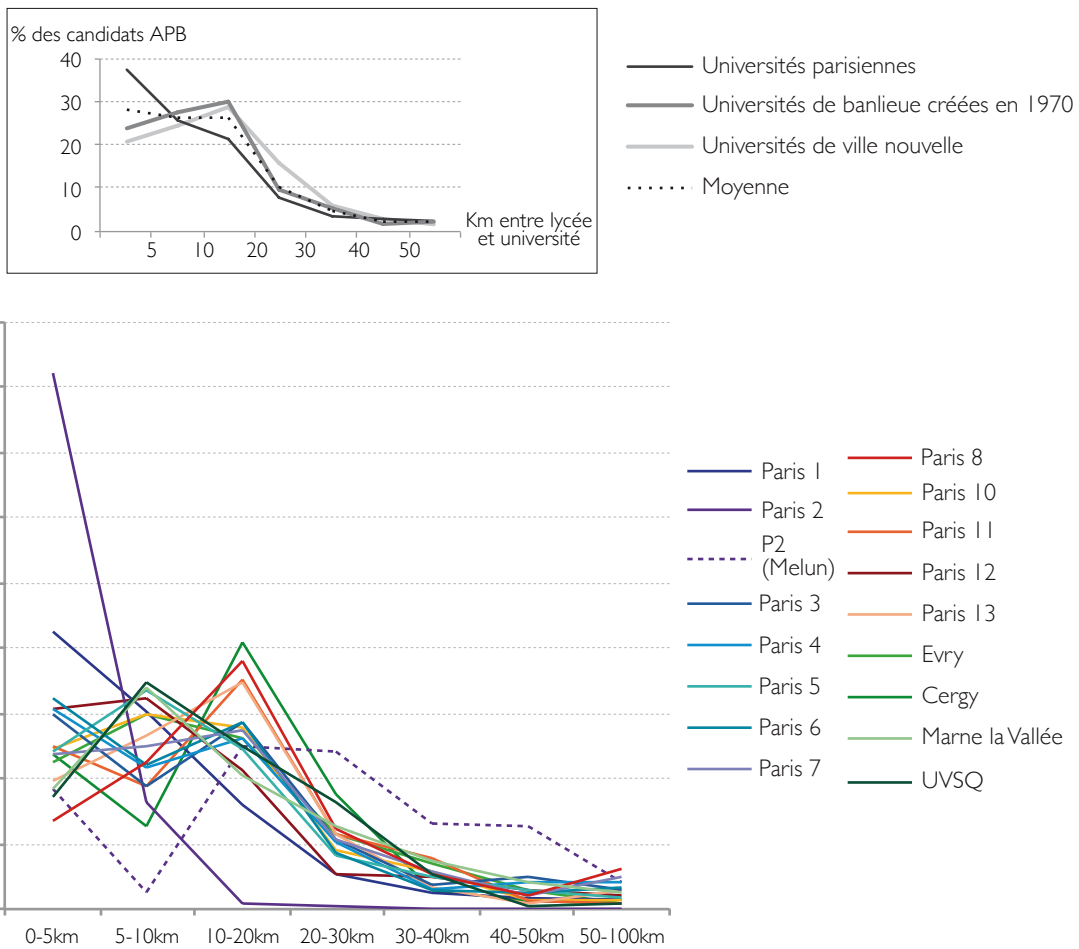 % des candidats APB
40
30
20
10
0
5 10 20 30 40 50
Km entre lycée
et université
Universités parisiennes
Universités de banlieue créées en 1970
Universités de ville nouvelle
Moyenne
0-5km 5-10km 10-20km 20-30km 30-40km 40-50km 50-100km
Paris 1
Paris 2
P2
(Melun)
Paris 3
Paris 4
Paris 5
Paris 6
Paris 7
Paris 8
Paris 10
Paris 11
Paris 12
Paris 13
Evry
Cergy
Marne la Vallée
UVSQ